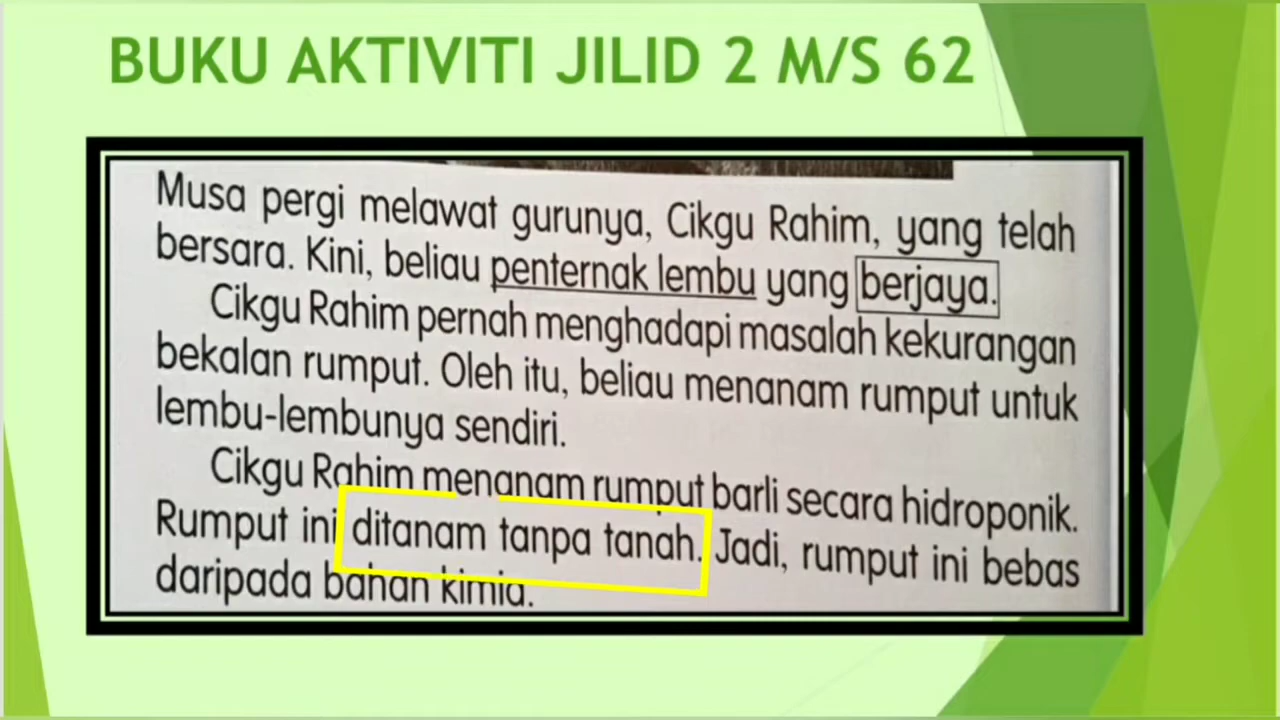 BUKU AKTIVITI JILID 2 M/S 62
Musa pergi melawat gurunya, Cikgu Rahim, yang telah
bersara. Kini, beliau penternak lembu yang berjaya.
Cikgu Rahim pernah menghadapi masalah kekurangan
bekalan rumput. Oleh itu, beliau menanam rumput untuk
lembu-lembunya sendiri.
Cikgu Rahim menanam rumput barli secara hidroponik.
Rumput ini ditanam tanpa tanah. Jadi, rumput ini bebas
daripada bahan kimia.